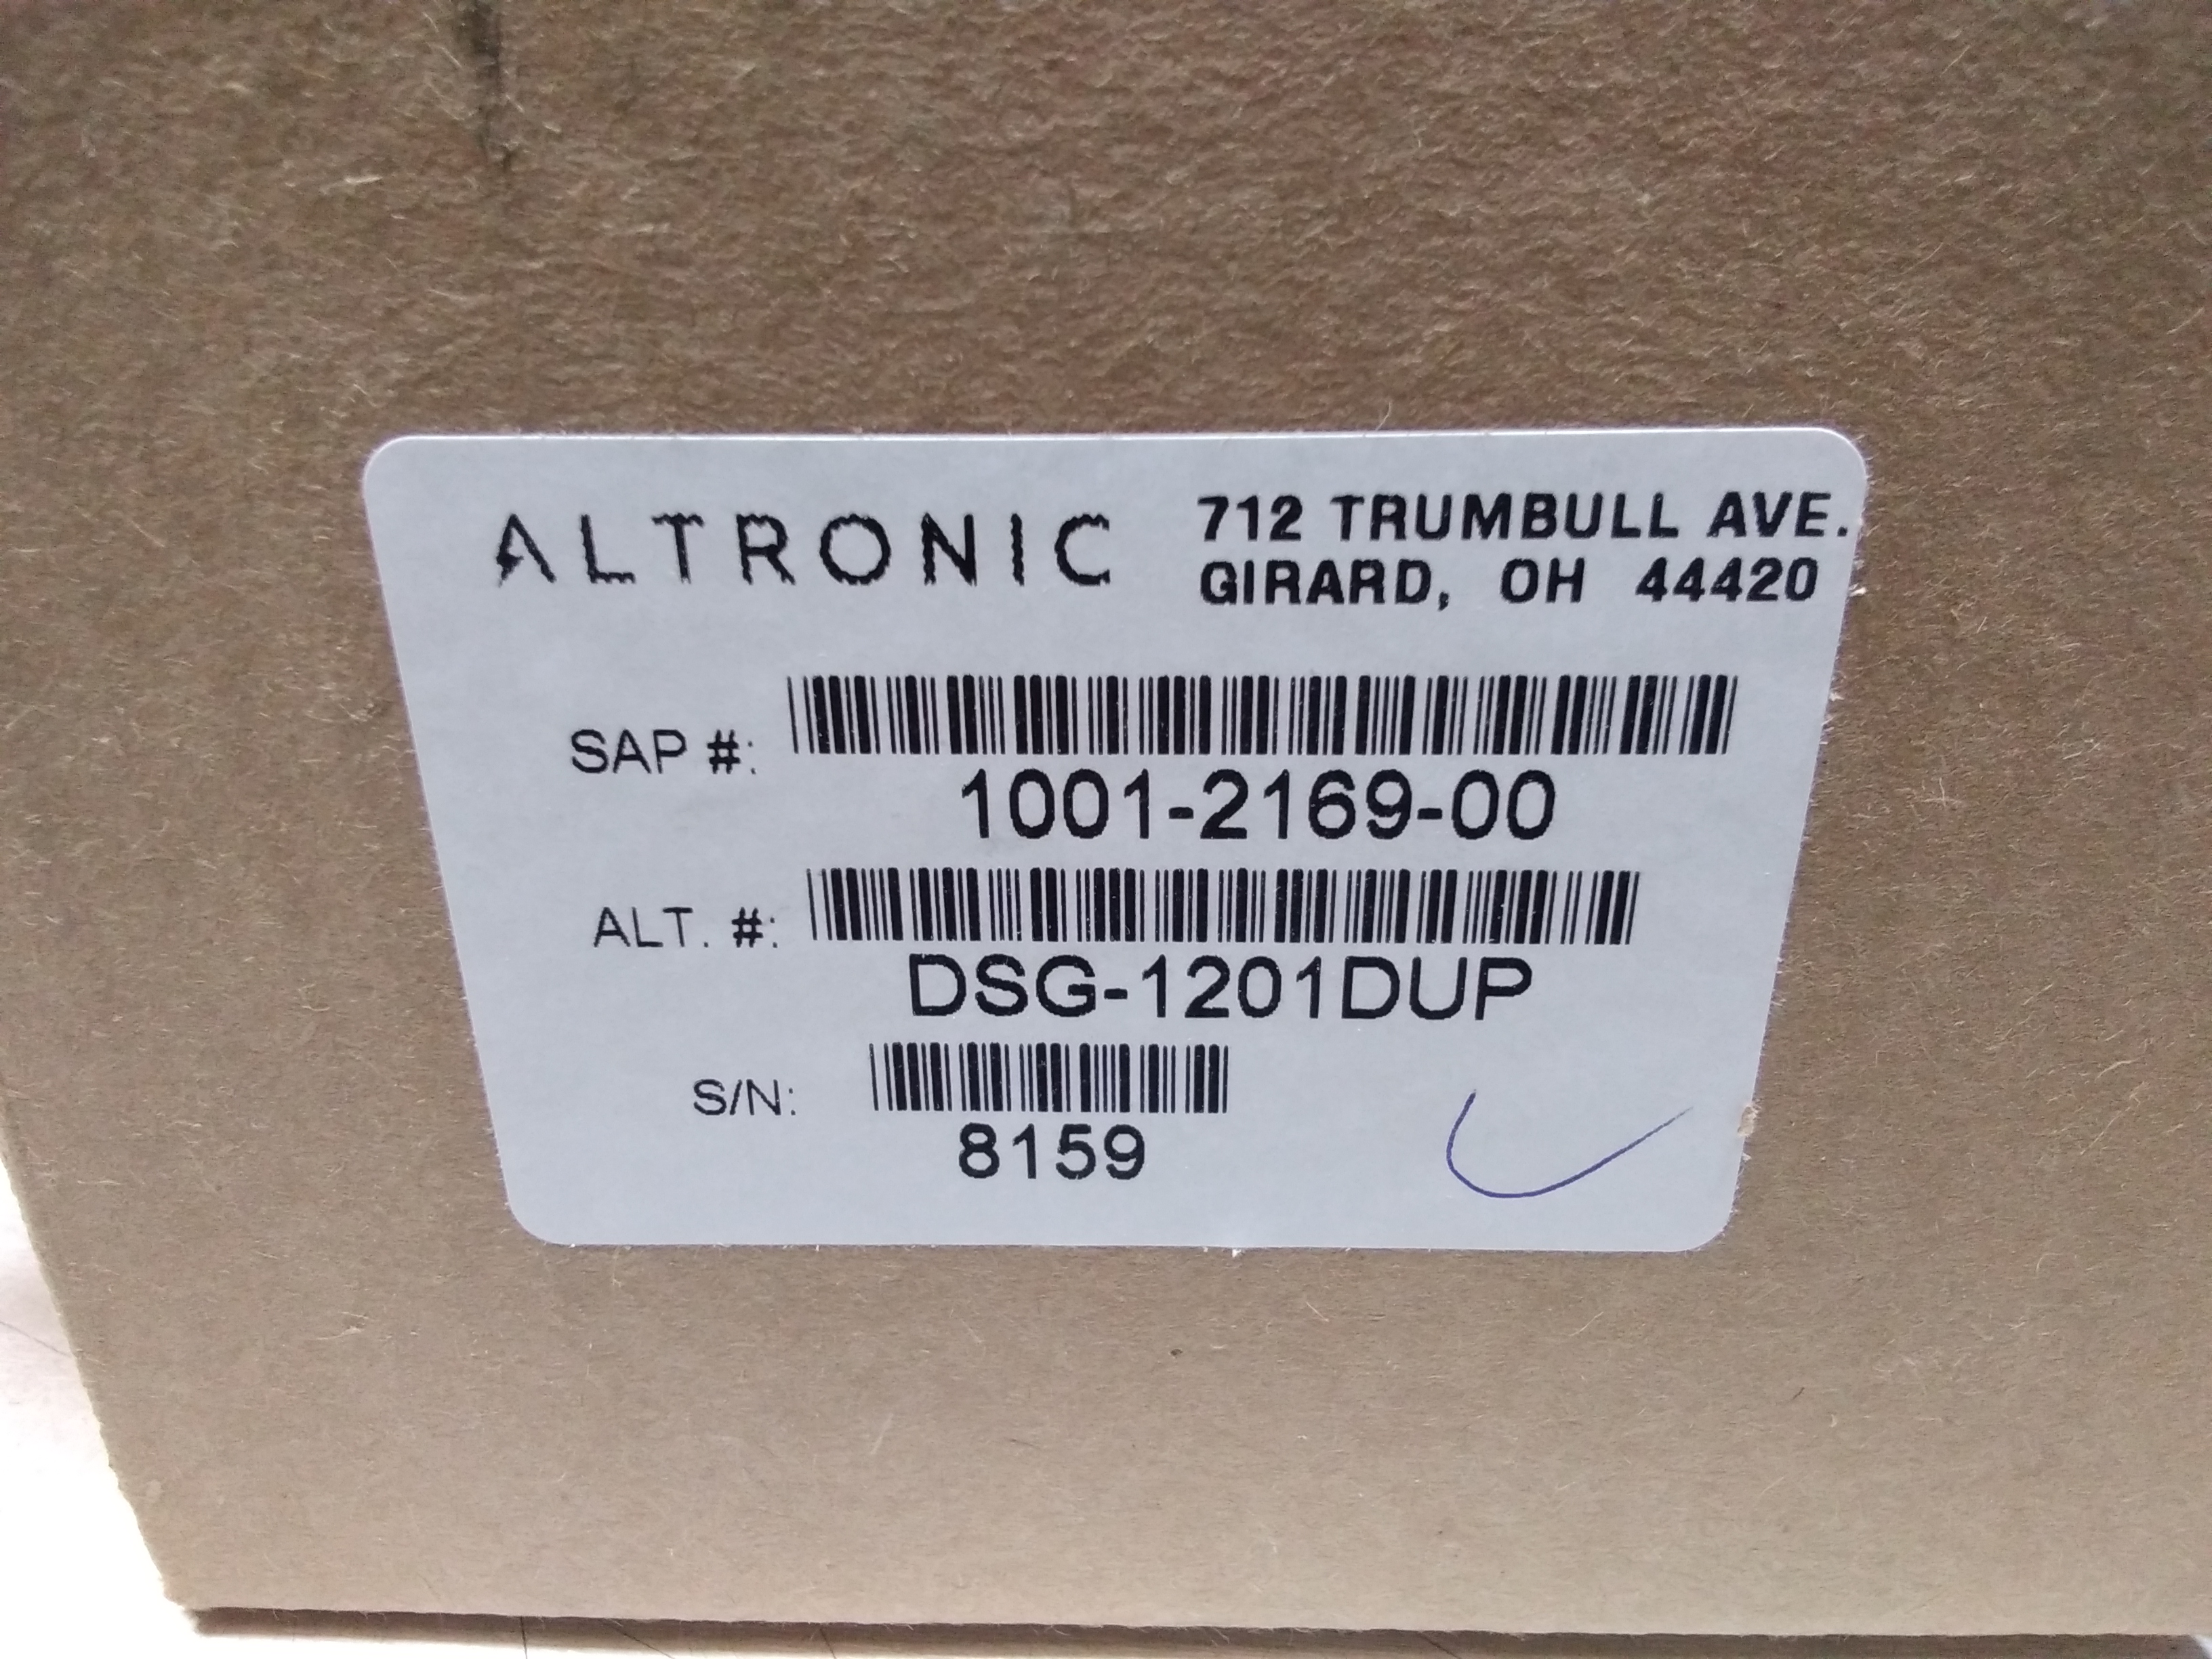 ALTRONIC
712 TRUMBULL AVE.
GIRARD, OH 44420
SAP #:
1001-2169-00
ALT. #:
DSG-1201DUP
S/N:
8159